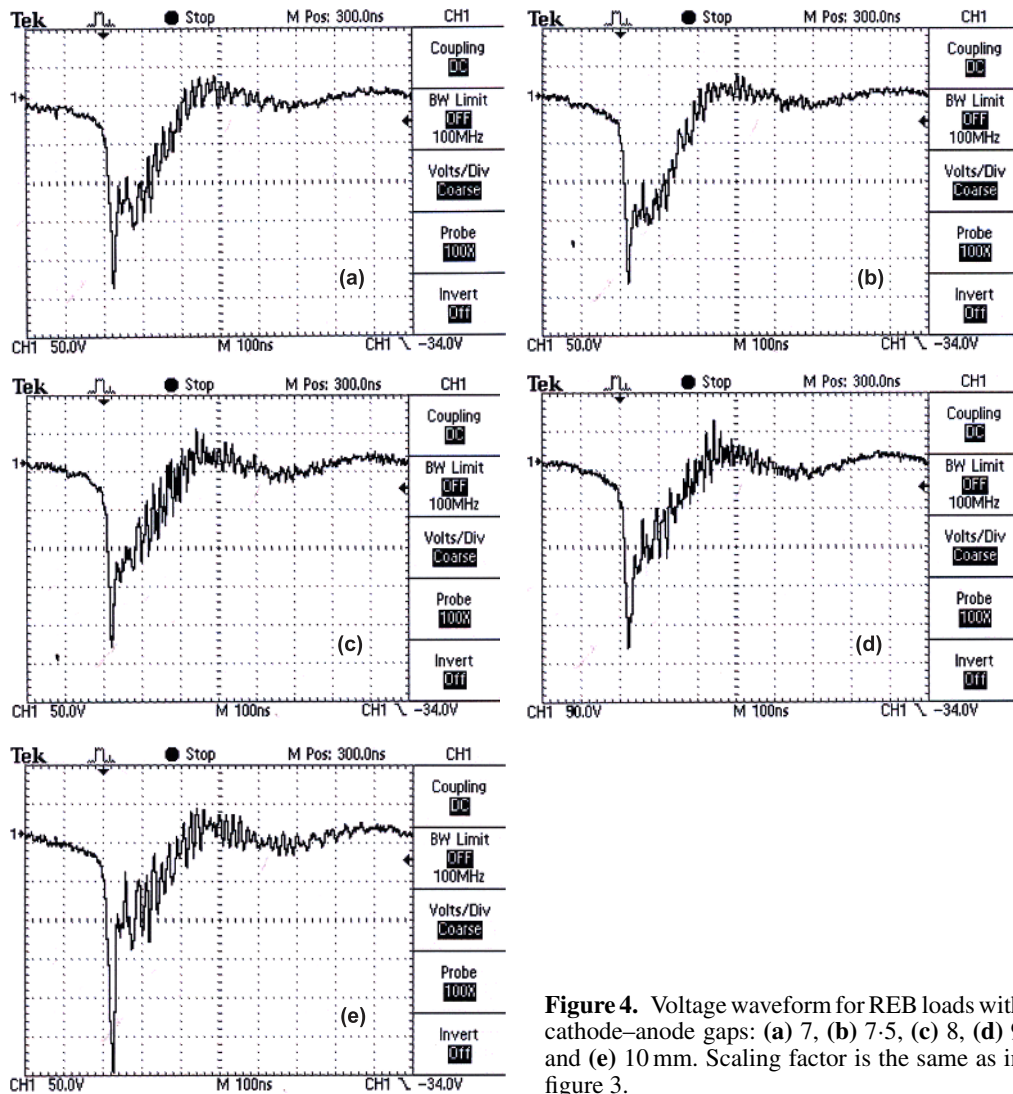 Tek Stop M Pos: 300.0ns CH1
Coupling
DC
BW Limit
OFF
100MHz
Volts/Div
Coarse
Probe
100X
Invert
Off
1
(a)
CH1 50.0V M 100ns CH1 -34.0V
Tek Stop M Pos: 300.0ns CH1
Coupling
DC
BW Limit
OFF
100MHz
Volts/Div
Coarse
Probe
100X
Invert
Off
1
(b)
CH1 50.0V M 100ns CH1 -34.0V
Tek Stop M Pos: 300.0ns CH1
Coupling
DC
BW Limit
OFF
100MHz
Volts/Div
Coarse
Probe
100X
Invert
Off
1
(c)
CH1 50.0V M 100ns CH1 -34.0V
Tek Stop M Pos: 300.0ns CH1
Coupling
DC
BW Limit
OFF
100MHz
Volts/Div
Coarse
Probe
100X
Invert
Off
1
(d)
CH1 90.0V M 100ns CH1 -34.0V
Tek Stop M Pos: 300.0ns CH1
Coupling
DC
BW Limit
OFF
100MHz
Volts/Div
Coarse
Probe
100X
Invert
Off
1
(e)
CH1 50.0V M 100ns CH1 -34.0V
Figure 4. Voltage waveform for REB loads with
cathode–anode gaps: (a) 7, (b) 7·5, (c) 8, (d) 9
and (e) 10 mm. Scaling factor is the same as in
figure 3.